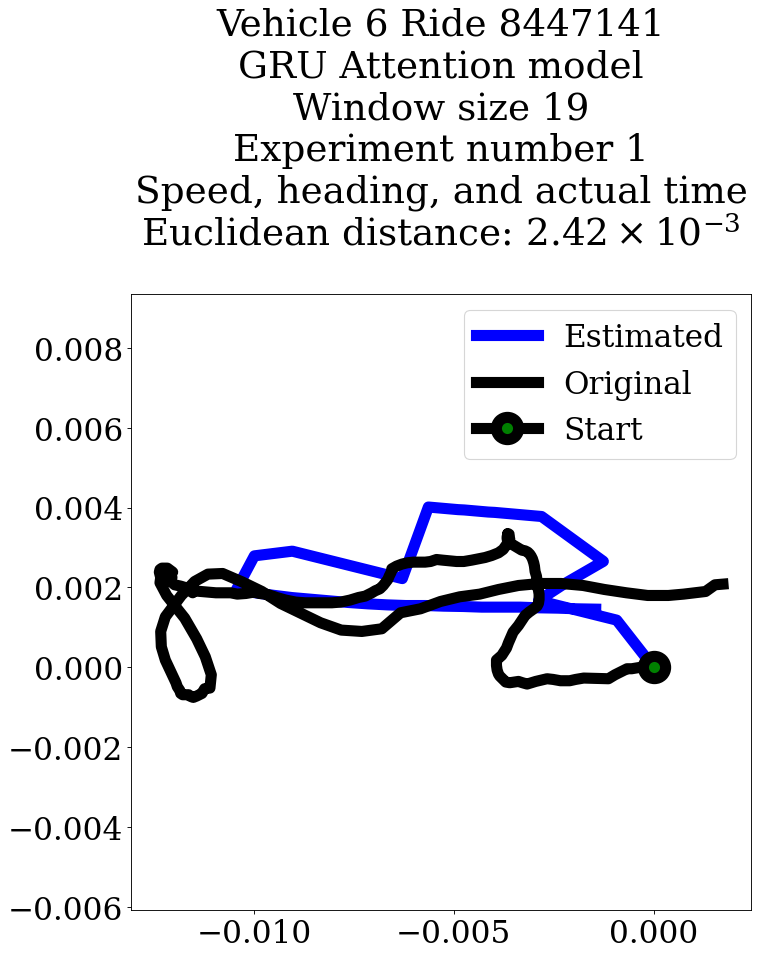 Vehicle 6 Ride 8447141
GRU Attention model
Window size 19
Experiment number 1
Speed, heading, and actual time
Euclidean distance: 2.42 × 10⁻³
Estimated
Original
Start
0.008
0.006
0.004
0.002
0.000
−0.002
−0.004
−0.006
−0.010
−0.005
0.000